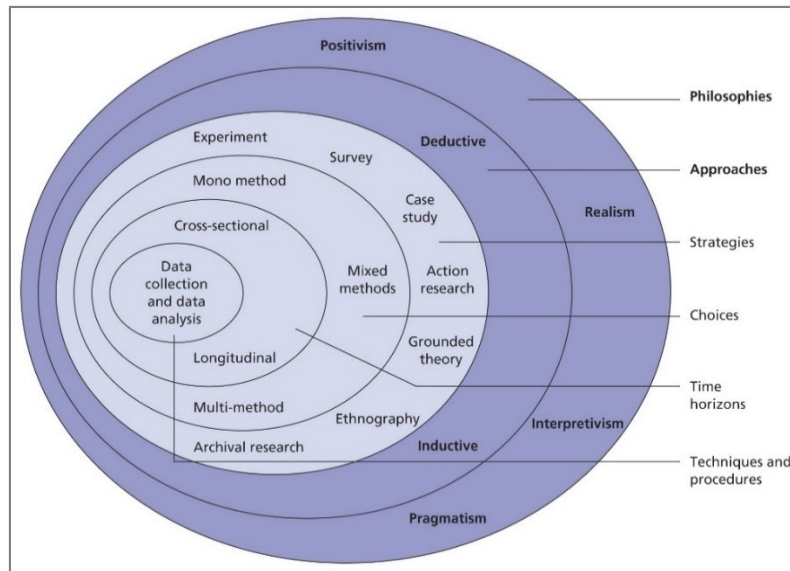 Positivism
Philosophies
Deductive
Experiment
Survey
Approaches
Mono method
Case
study
Realism
Cross-sectional
Strategies
Data
collection
and data
analysis
Mixed
methods
Action
research
Choices
Grounded
theory
Longitudinal
Time
horizons
Multi-method
Ethnography
Interpretivism
Archival research
Inductive
Techniques and
procedures
Pragmatism